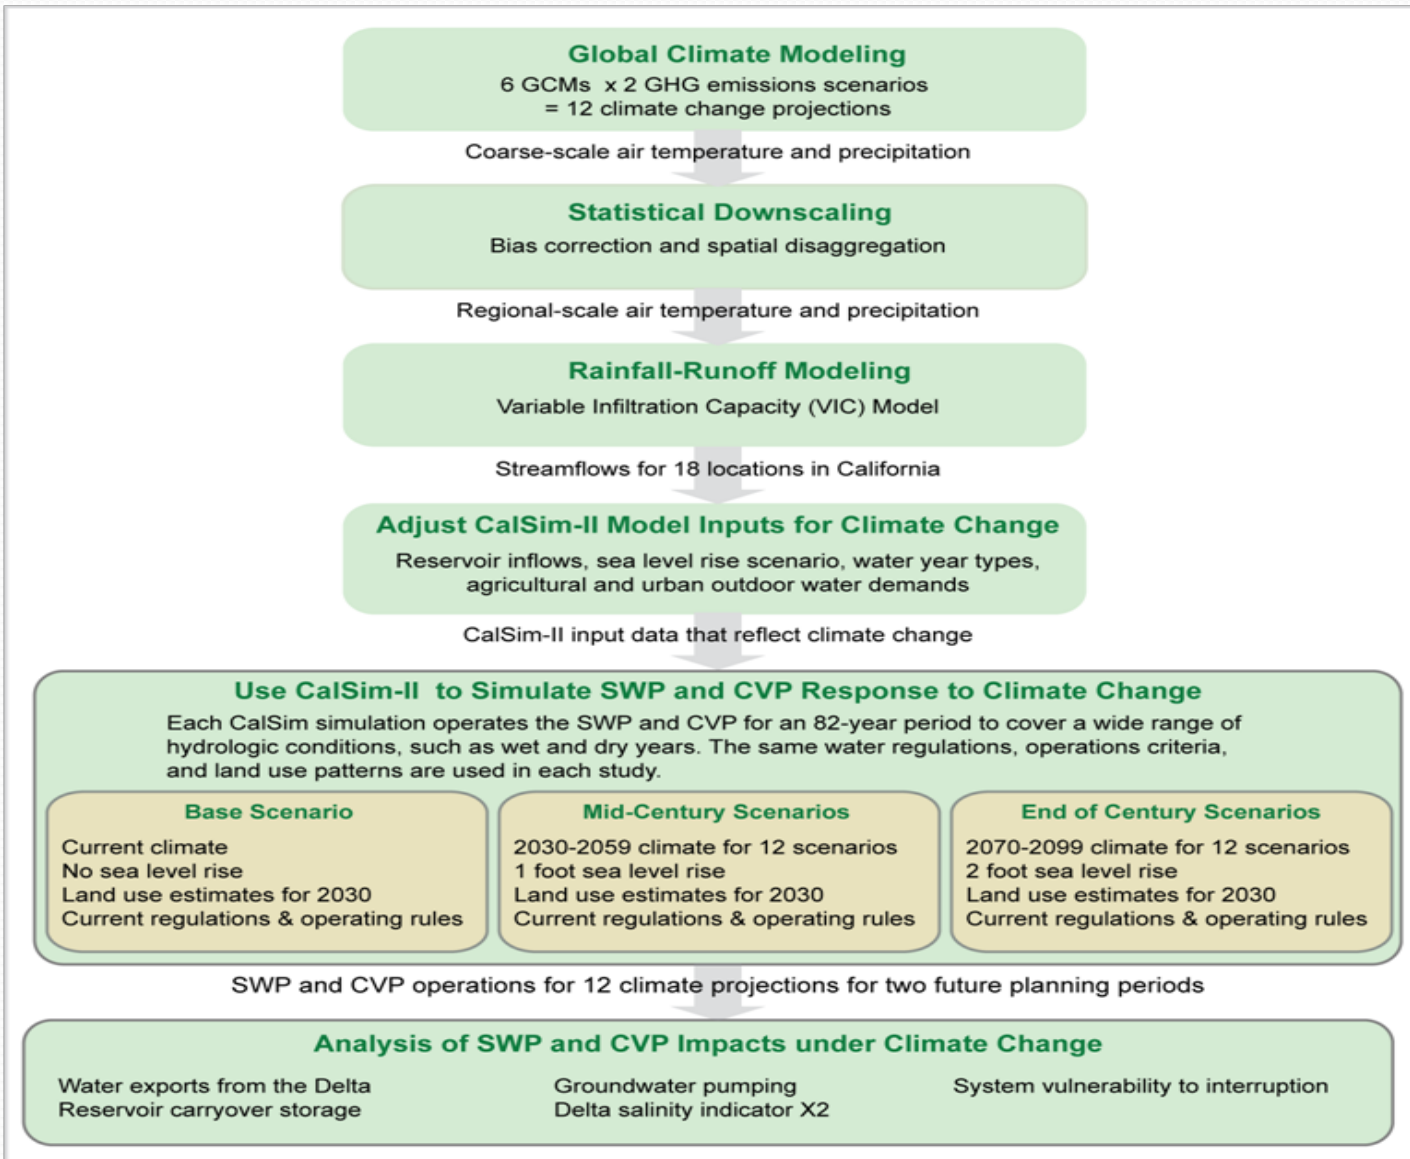 Global Climate Modeling
6 GCMs x 2 GHG emissions scenarios
= 12 climate change projections
Coarse-scale air temperature and precipitation
Statistical Downscaling
Bias correction and spatial disaggregation
Regional-scale air temperature and precipitation
Rainfall-Runoff Modeling
Variable Infiltration Capacity (VIC) Model
Streamflows for 18 locations in California
Adjust CalSim-II Model Inputs for Climate Change
Reservoir inflows, sea level rise scenario, water year types,
agricultural and urban outdoor water demands
CalSim-II input data that reflect climate change
Use CalSim-II to Simulate SWP and CVP Response to Climate Change
Each CalSim simulation operates the SWP and CVP for an 82-year period to cover a wide range of
hydrologic conditions, such as wet and dry years. The same water regulations, operations criteria,
and land use patterns are used in each study.
Base Scenario
Current climate
No sea level rise
Land use estimates for 2030
Current regulations & operating rules
Mid-Century Scenarios
2030-2059 climate for 12 scenarios
1 foot sea level rise
Land use estimates for 2030
Current regulations & operating rules
End of Century Scenarios
2070-2099 climate for 12 scenarios
2 foot sea level rise
Land use estimates for 2030
Current regulations & operating rules
SWP and CVP operations for 12 climate projections for two future planning periods
Analysis of SWP and CVP Impacts under Climate Change
Water exports from the Delta
Reservoir carryover storage
Groundwater pumping
Delta salinity indicator X2
System vulnerability to interruption